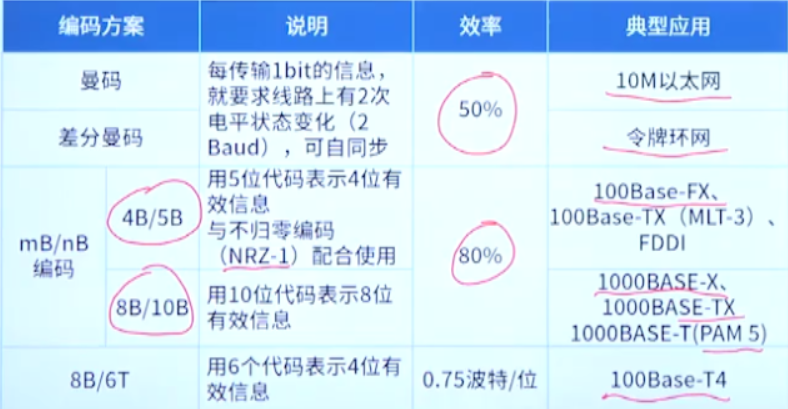 编码方案 说明 效率 典型应用
曼码
差分曼码
每传输1bit的信息，
就要求线路上有2次
电平状态变化（2
Baud），可自同步
50%
10M以太网
令牌环网
mB/nB
编码
4B/5B
用5位代码表示4位有
效信息
与不归零编码
（NRZ-1）配合使用
8B/10B
用10位代码表示8位
有效信息
80%
100Base-FX、
100Base-TX（MLT-3）、
FDDI
1000BASE-X、
1000BASE-TX
1000BASE-T(PAM 5)
8B/6T
用6个代码表示4位有
效信息
0.75波特/位
100Base-T4